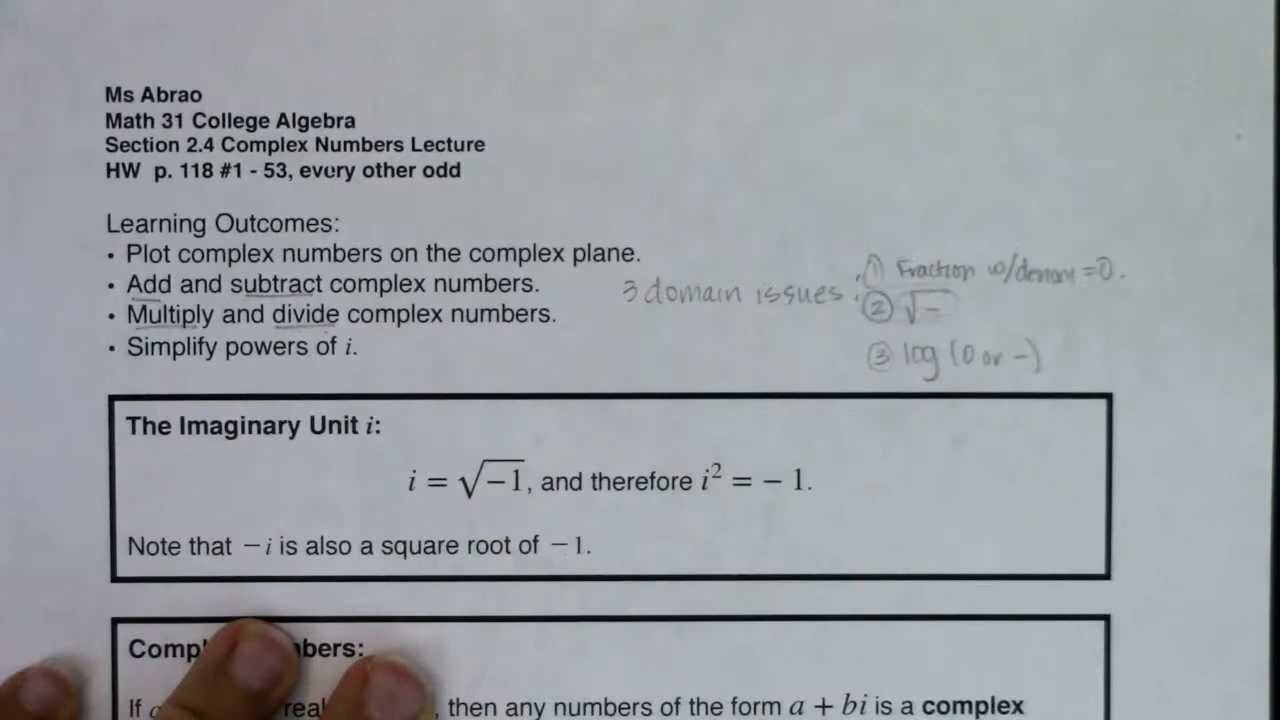 Ms Abrao
Math 31 College Algebra
Section 2.4 Complex Numbers Lecture
HW p. 118 #1 - 53, every other odd
Learning Outcomes:
• Plot complex numbers on the complex plane.
• Add and subtract complex numbers.
• Multiply and divide complex numbers.
• Simplify powers of i.
3 domain issues:
① Fraction w/denom = 0.
② √-
③ log (0 or -)
The Imaginary Unit i:
i = √-1, and therefore i² = - 1.
Note that -i is also a square root of -1.
bers:
If real , then any numbers of the form a + bi is a complex